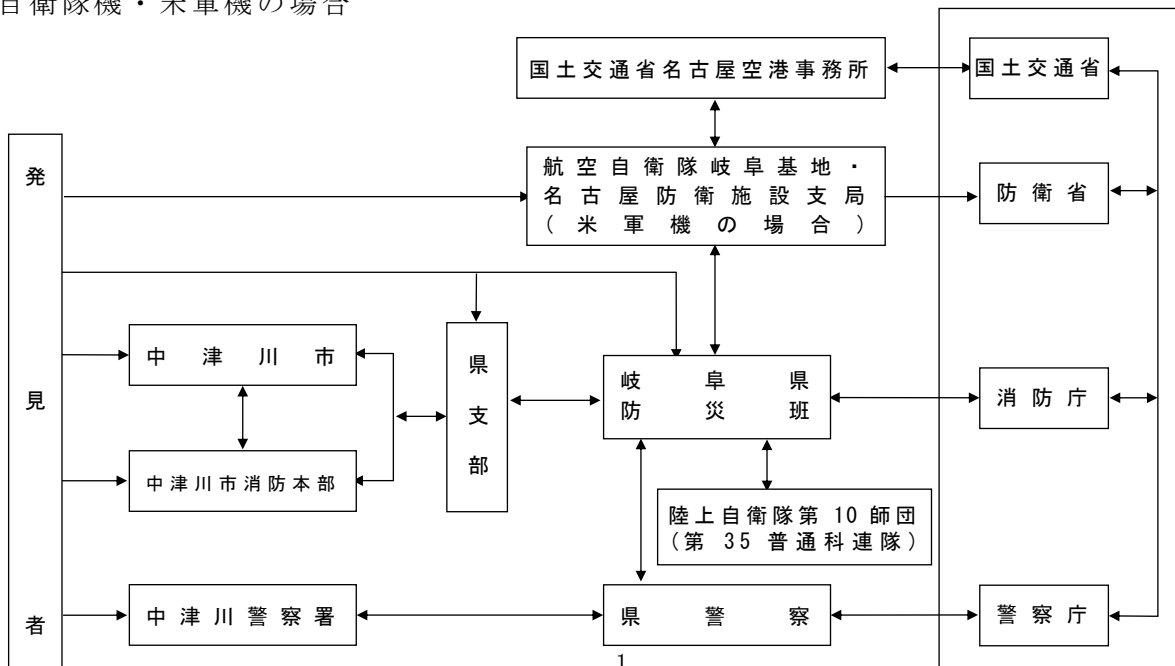 自衛隊機・米軍機の場合
国土交通省名古屋空港事務所
国土交通省
発見者
航空自衛隊岐阜基地・
名古屋防衛施設支局
(米軍機の場合)
防衛省
中津川市
県支部
岐阜県
防災班
消防庁
中津川市消防本部
陸上自衛隊第 10 師団
(第 35 普通科連隊)
中津川警察署
県警察
警察庁
1